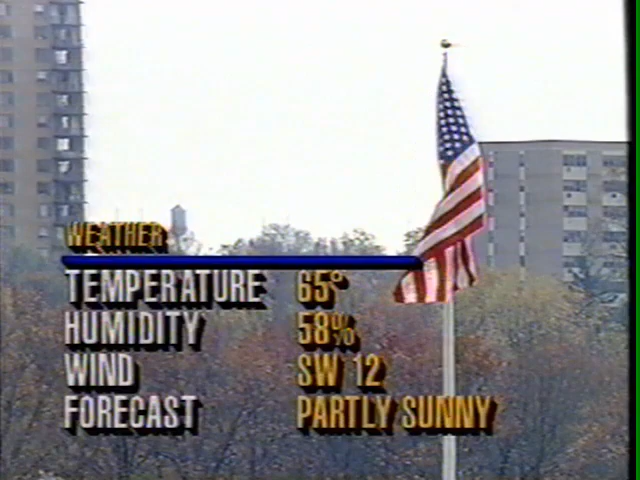 WEATHER
TEMPERATURE 65°
HUMIDITY 58%
WIND SW 12
FORECAST PARTLY SUNNY